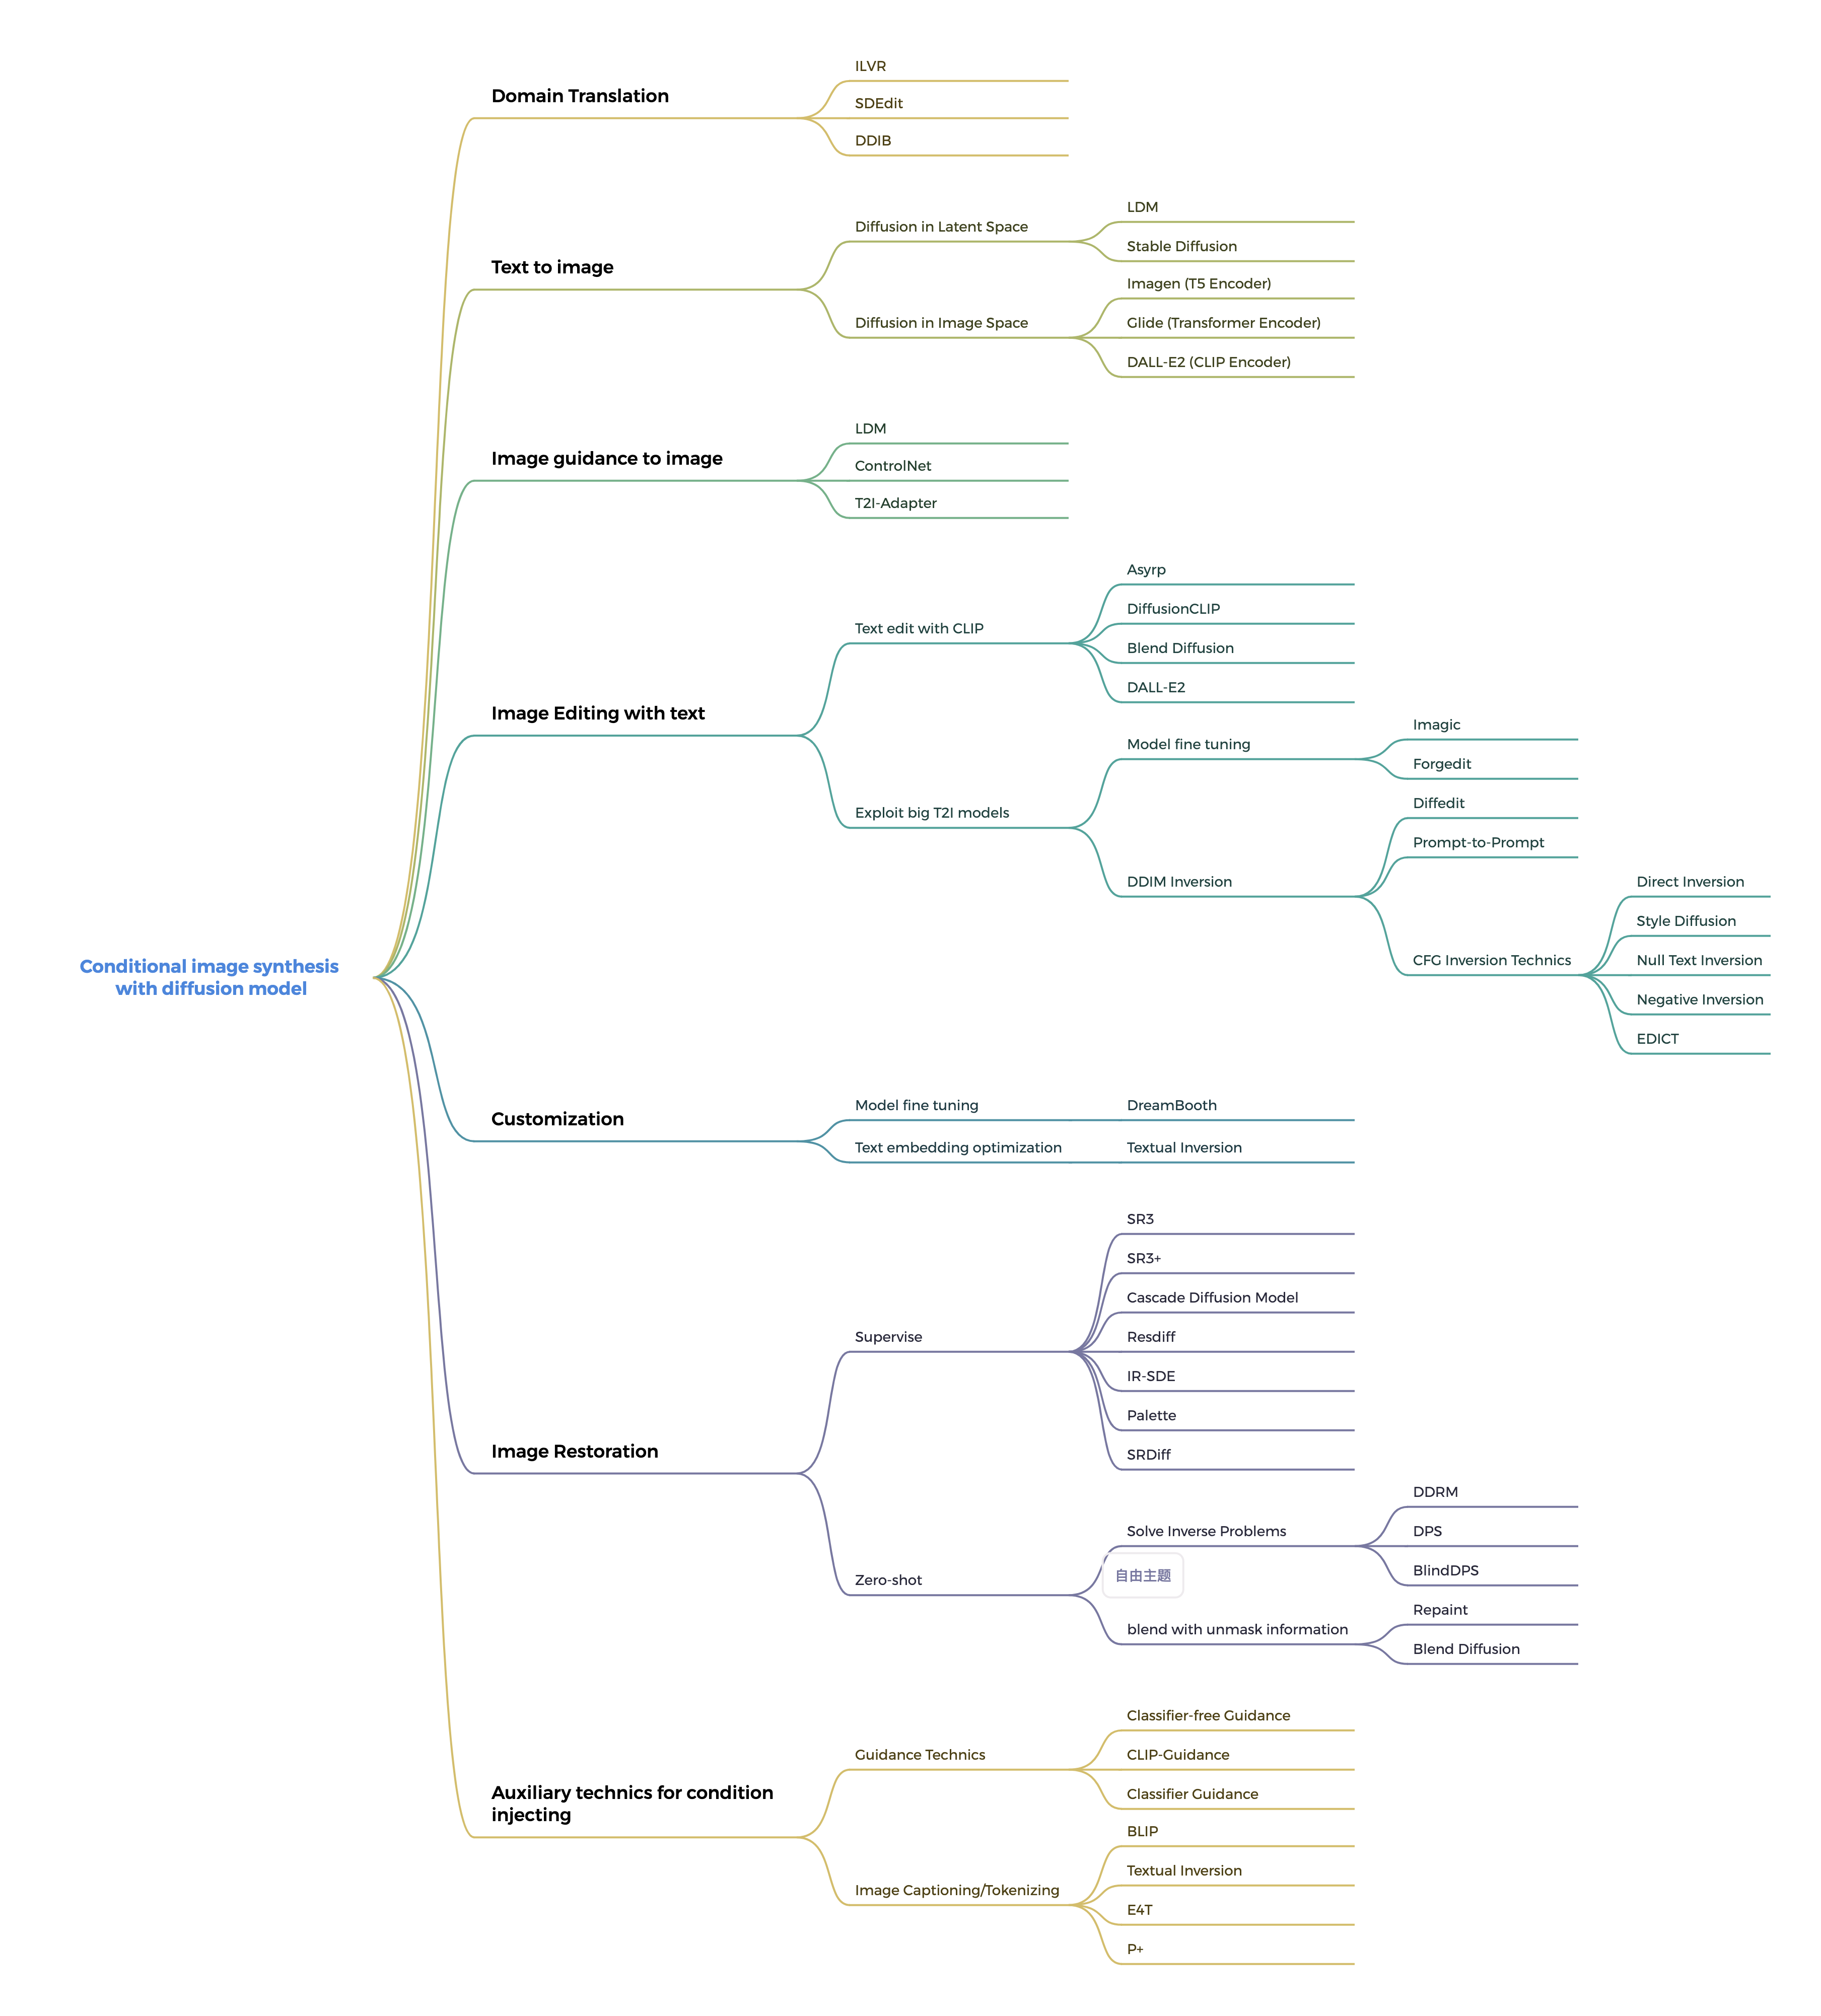 Conditional image synthesis
with diffusion model
Domain Translation
ILVR
SDEdit
DDIB
Text to image
Diffusion in Latent Space
LDM
Stable Diffusion
Diffusion in Image Space
Imagen (T5 Encoder)
Glide (Transformer Encoder)
DALL-E2 (CLIP Encoder)
Image guidance to image
LDM
ControlNet
T2I-Adapter
Image Editing with text
Text edit with CLIP
Asyrp
DiffusionCLIP
Blend Diffusion
DALL-E2
Exploit big T2I models
Model fine tuning
Imagic
Forgedit
DDIM Inversion
Diffedit
Prompt-to-Prompt
CFG Inversion Technics
Direct Inversion
Style Diffusion
Null Text Inversion
Negative Inversion
EDICT
Customization
Model fine tuning
DreamBooth
Text embedding optimization
Textual Inversion
Image Restoration
Supervise
SR3
SR3+
Cascade Diffusion Model
Resdiff
IR-SDE
Palette
SRDiff
Zero-shot
Solve Inverse Problems
DDRM
DPS
BlindDPS
自由主题
blend with unmask information
Repaint
Blend Diffusion
Auxiliary technics for condition
injecting
Guidance Technics
Classifier-free Guidance
CLIP-Guidance
Classifier Guidance
Image Captioning/Tokenizing
BLIP
Textual Inversion
E4T
P+